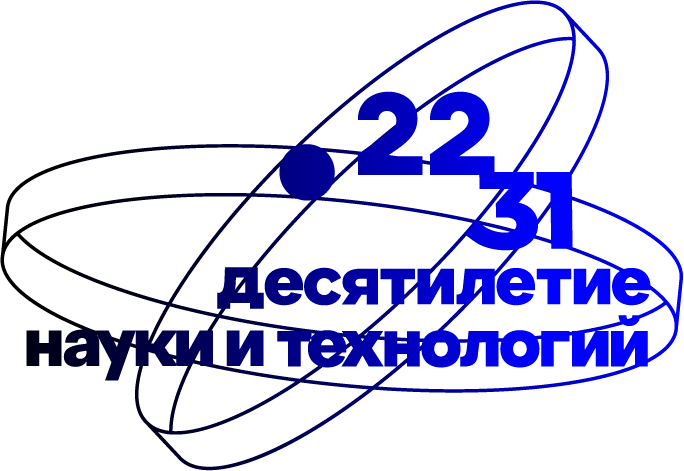 22
31
десятилетие
науки и технологий